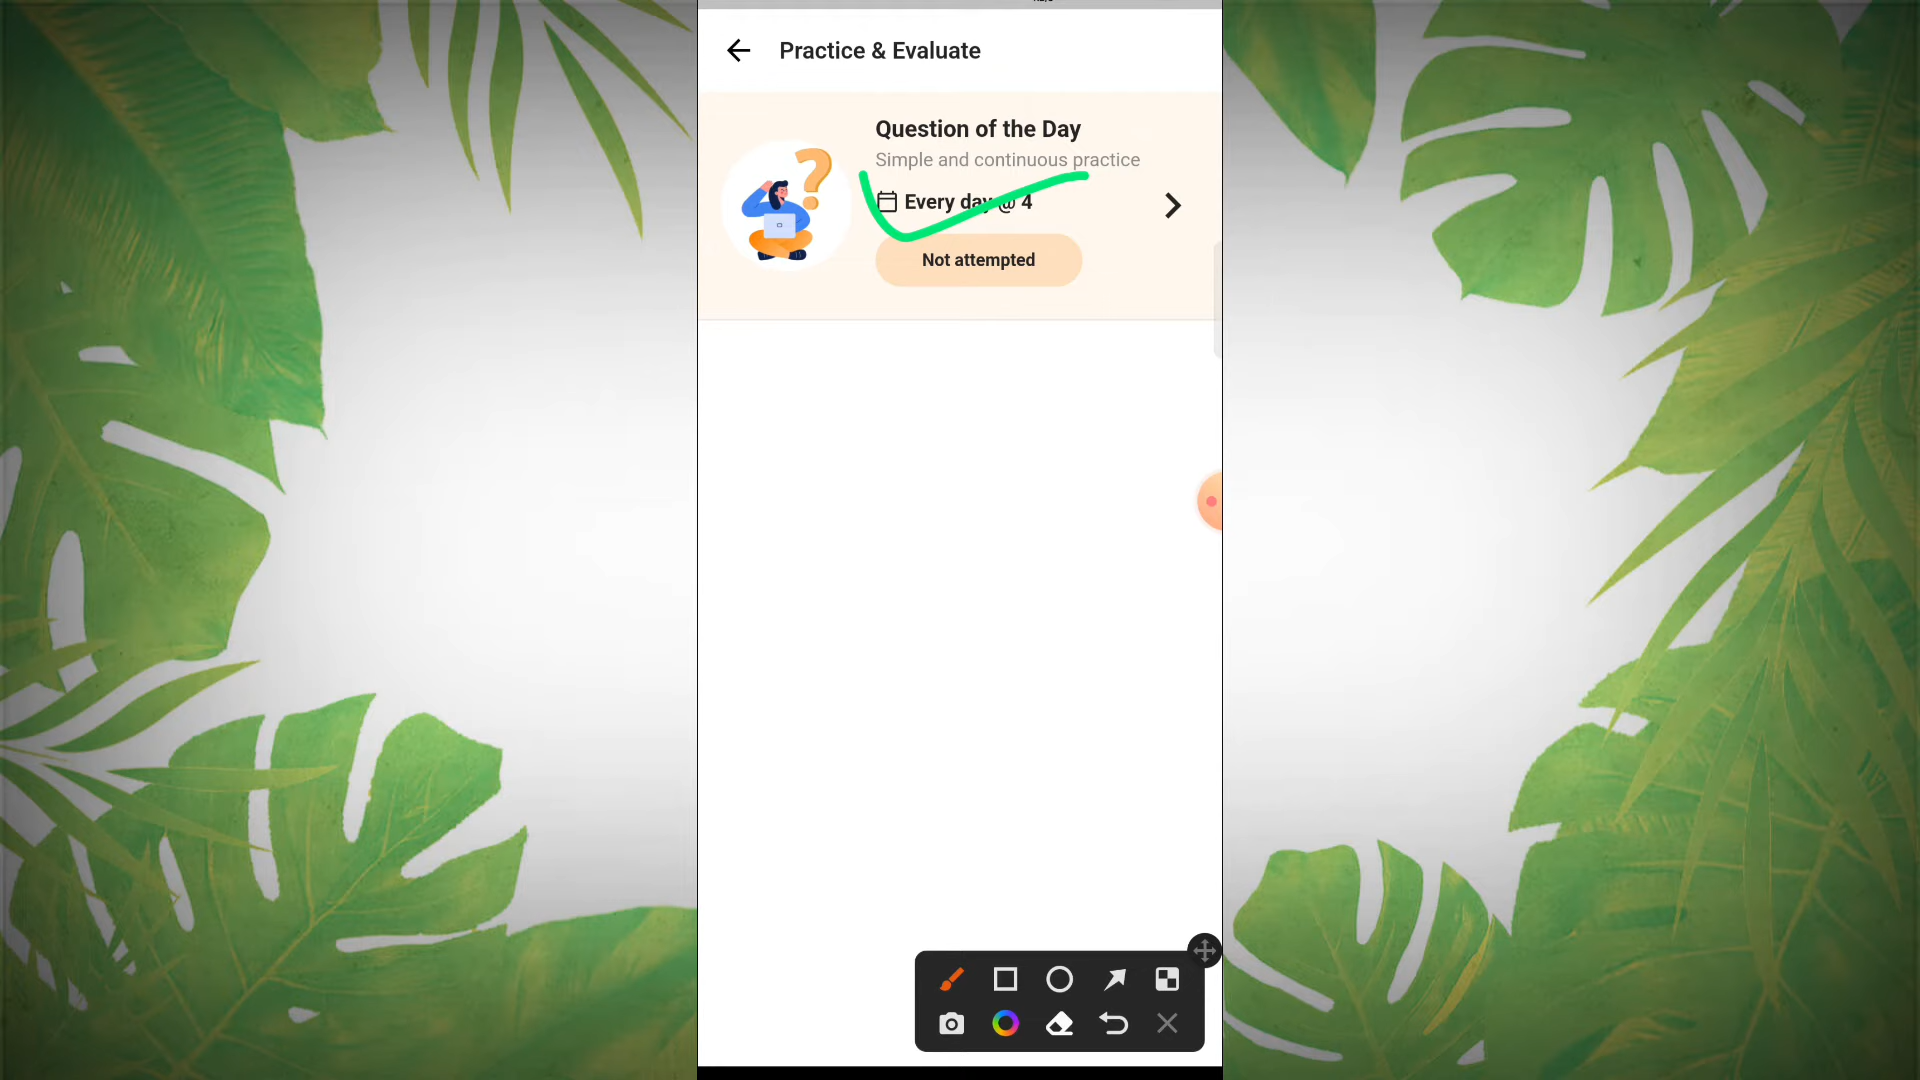 Practice & Evaluate
Question of the Day
Simple and continuous practice
Every day @ 4
Not attempted